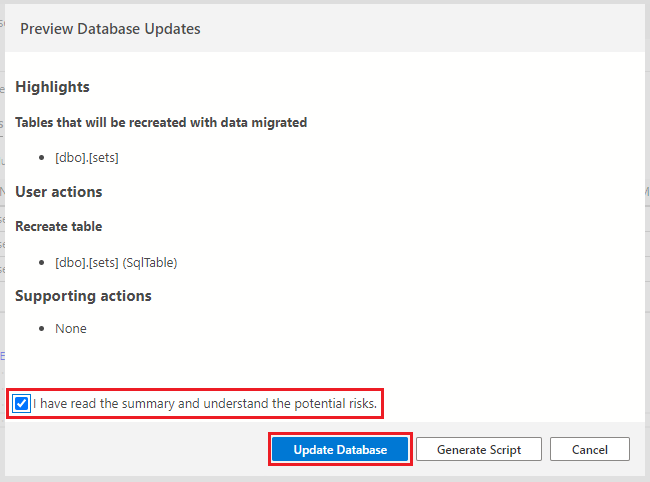 Preview Database Updates
Highlights
Tables that will be recreated with data migrated
• [dbo].[sets]
User actions
Recreate table
• [dbo].[sets] (SqlTable)
Supporting actions
• None
I have read the summary and understand the potential risks.
Update Database Generate Script Cancel